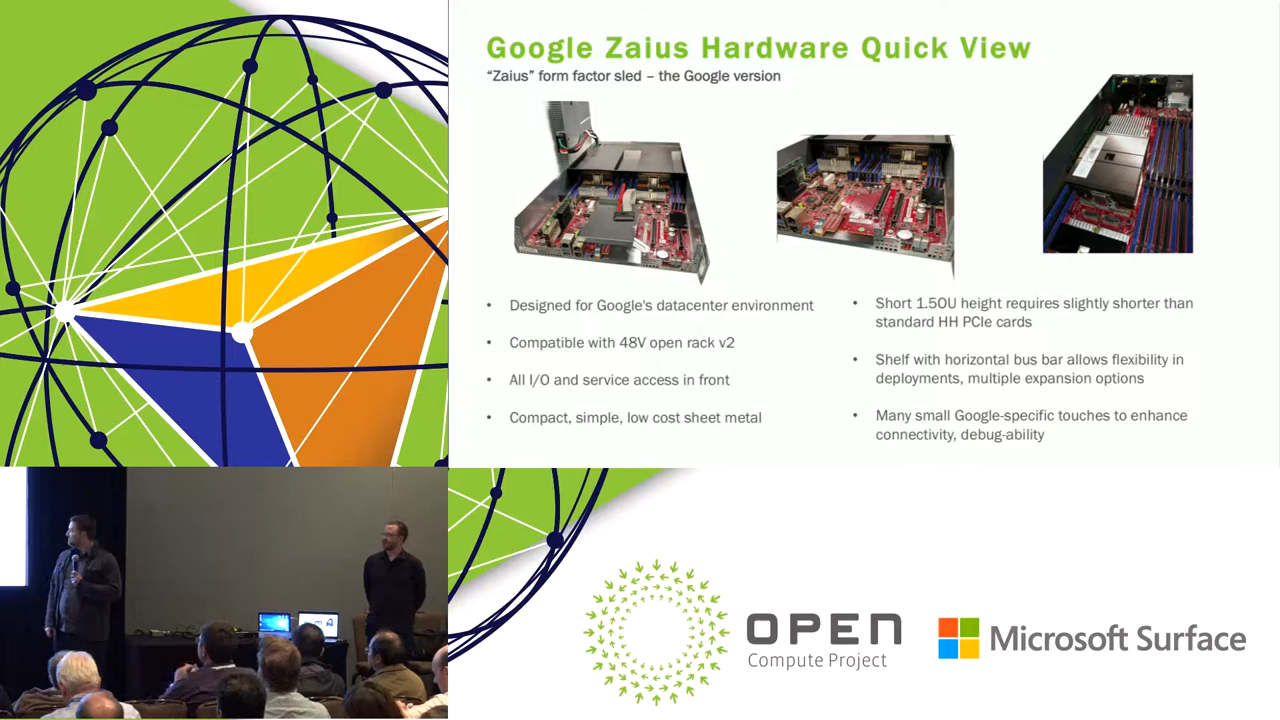 Google Zaius Hardware Quick View
“Zaius” form factor sled – the Google version
• Designed for Google's datacenter environment
• Compatible with 48V open rack v2
• All I/O and service access in front
• Compact, simple, low cost sheet metal
• Short 1.5OU height requires slightly shorter than
standard HH PCIe cards
• Shelf with horizontal bus bar allows flexibility in
deployments, multiple expansion options
• Many small Google-specific touches to enhance
connectivity, debug-ability
OPEN
Compute Project
Microsoft Surface